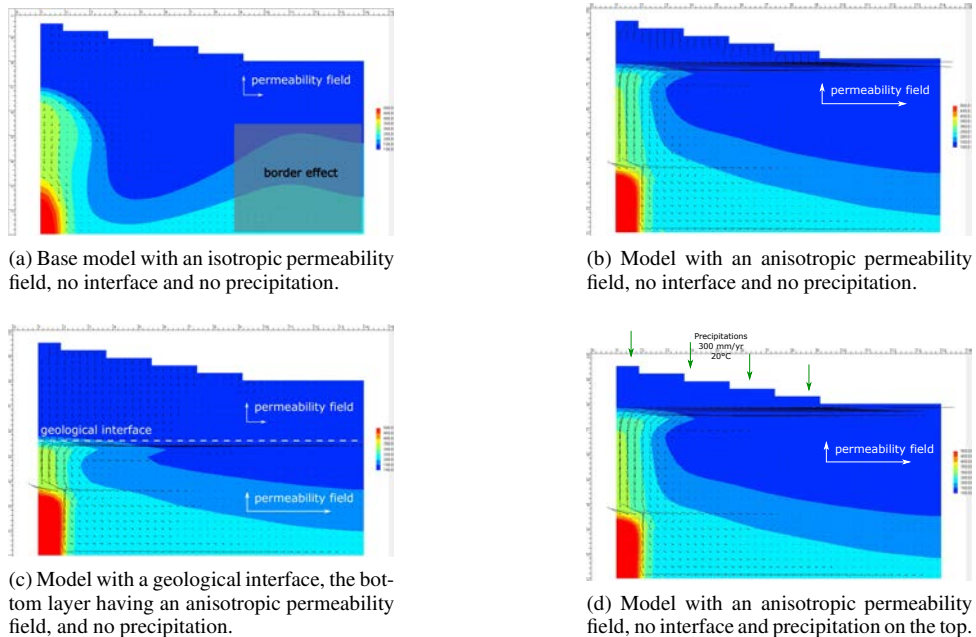 permeability field
border effect
(a) Base model with an isotropic permeability
field, no interface and no precipitation.
permeability field
(b) Model with an anisotropic permeability
field, no interface and no precipitation.
permeability field
geological interface
permeability field
(c) Model with a geological interface, the bot-
tom layer having an anisotropic permeability
field, and no precipitation.
Precipitations
300 mm/yr
20°C
permeability field
(d) Model with an anisotropic permeability
field, no interface and precipitation on the top.